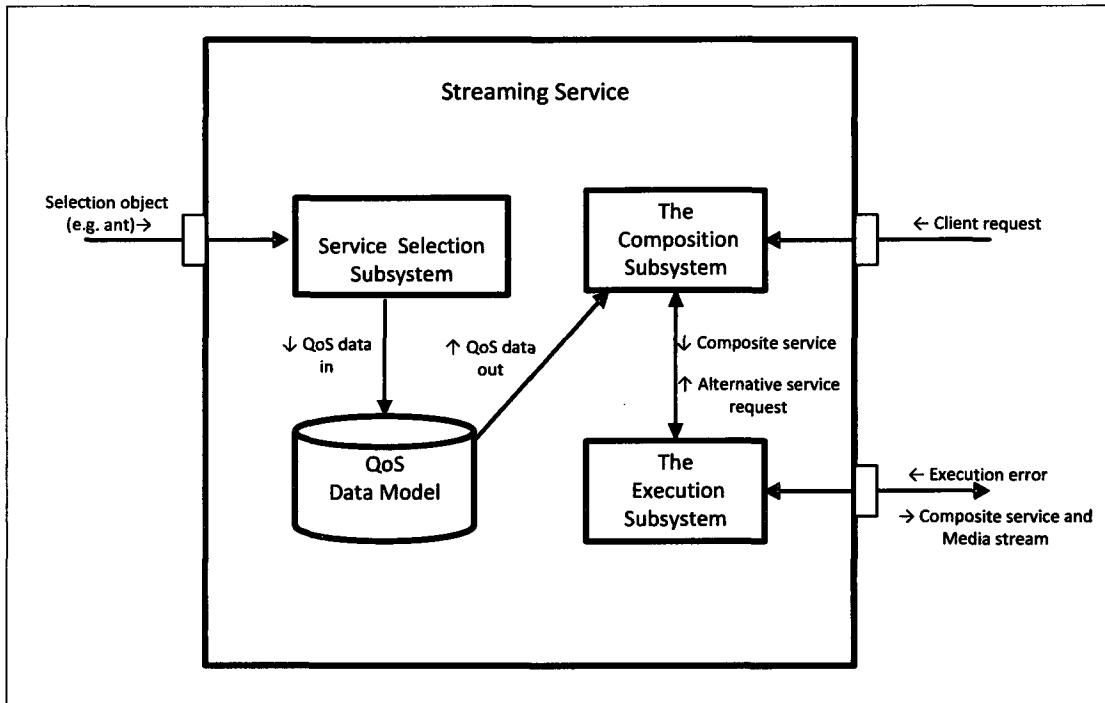 Streaming Service
Selection object
(e.g. ant)→
Service Selection
Subsystem
The
Composition
Subsystem
← Client request
↓ QoS data
in
↑ QoS data
out
↓ Composite service
↑ Alternative service
request
QoS
Data Model
The
Execution
Subsystem
← Execution error
→ Composite service and
Media stream